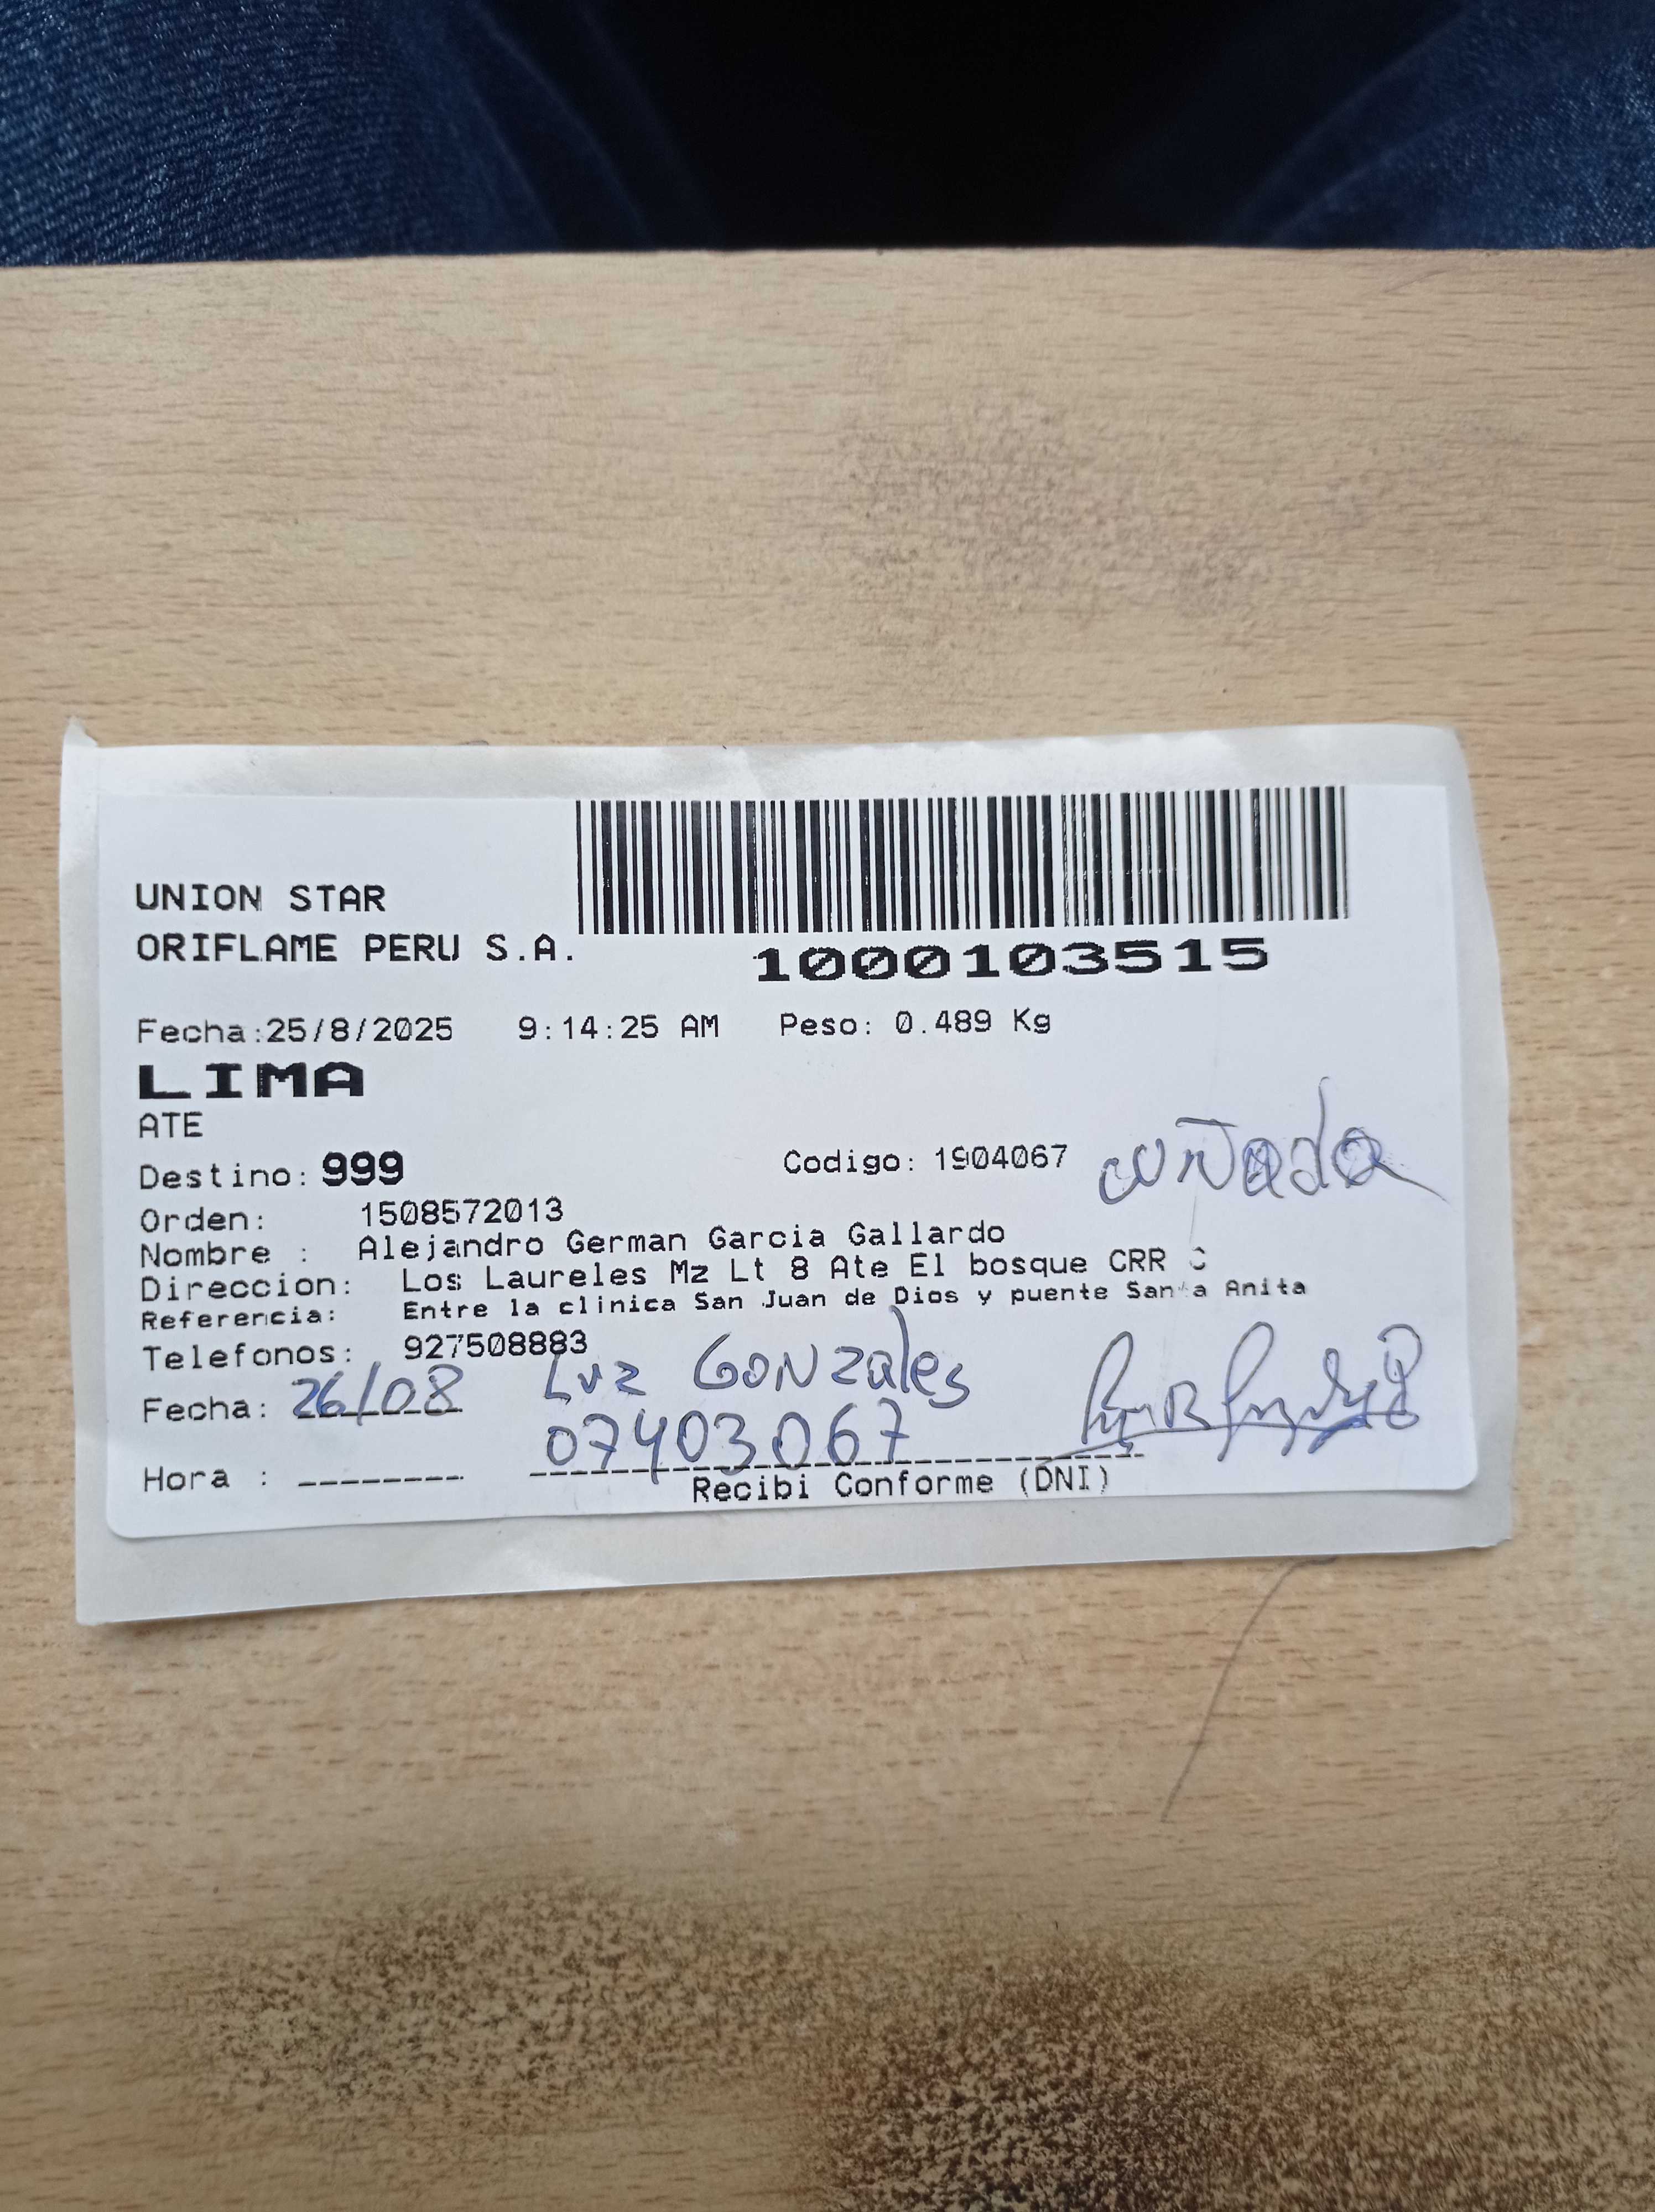 UNION STAR
ORIFLAME PERU S.A.
1000103515
Fecha:25/8/2025 9:14:25 AM Peso: 0.489 Kg
LIMA
ATE
Destino: 999 Codigo: 1904067 cuñada
Orden: 1508572013
Nombre : Alejandro German Garcia Gallardo
Direccion: Los Laureles Mz Lt 8 Ate El bosque CRR C
Referencia: Entre la clinica San Juan de Dios y puente Santa Anita
Telefonos: 927508883
Fecha: 26/08 Luz Gonzales
07403067
Hora :
Recibi Conforme (DNI)